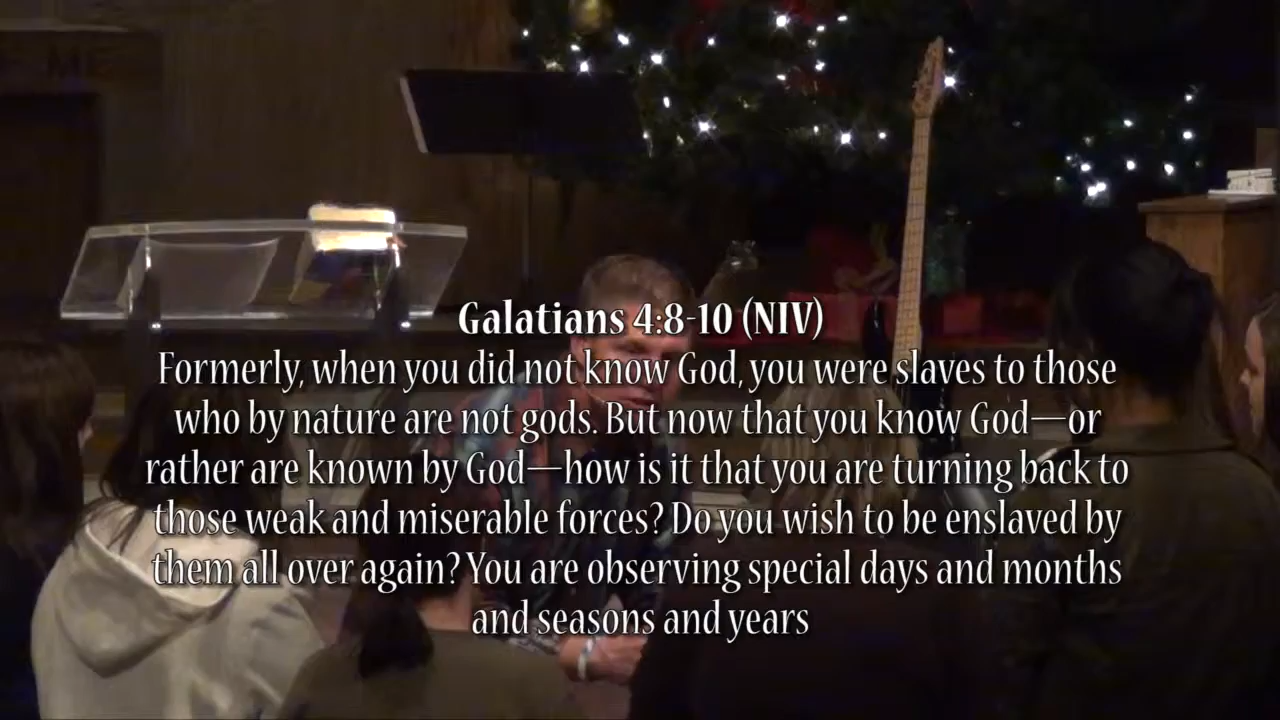 Galatians 4:8-10 (NIV)
Formerly, when you did not know God, you were slaves to those
who by nature are not gods. But now that you know God—or
rather are known by God—how is it that you are turning back to
those weak and miserable forces? Do you wish to be enslaved by
them all over again? You are observing special days and months
and seasons and years